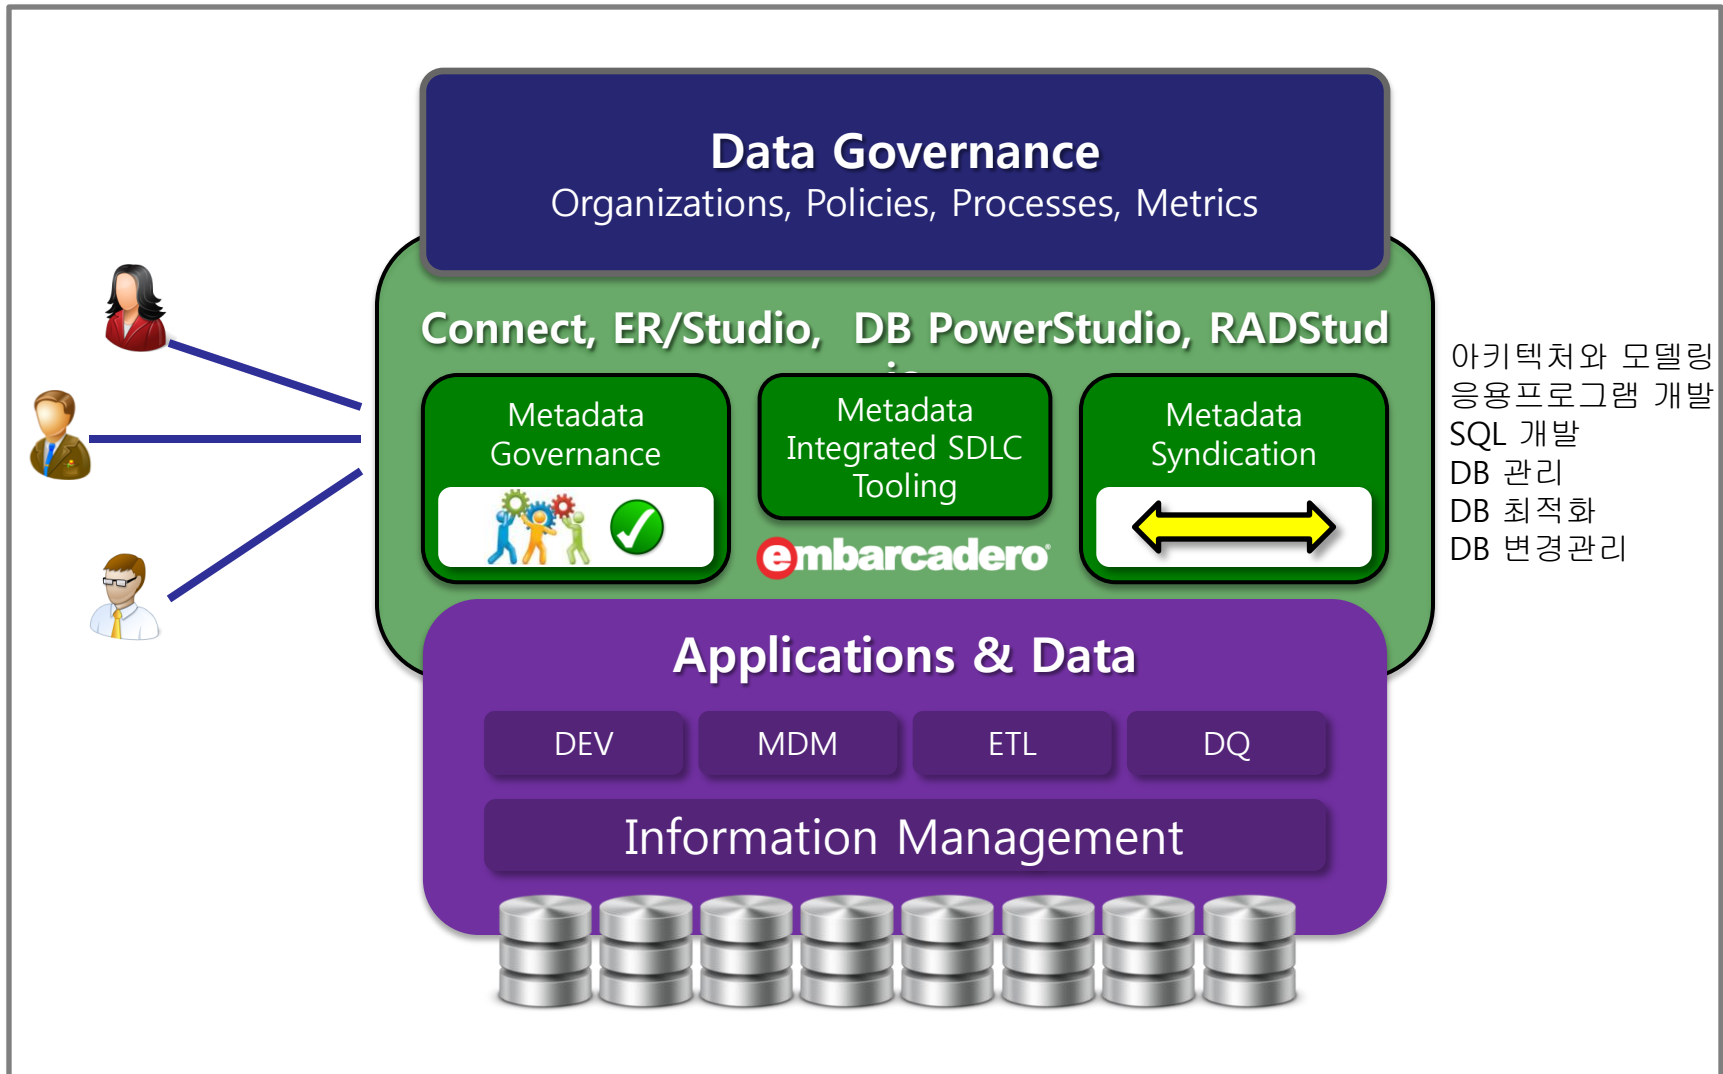 Data Governance
Organizations, Policies, Processes, Metrics
Connect, ER/Studio,  DB PowerStudio, RADStud
Metadata
Governance
Metadata
Integrated SDLC
Tooling
Metadata
Syndication
embarcadero
아키텍처와 모델링
응용프로그램 개발
SQL 개발
DB 관리
DB 최적화
DB 변경관리
Applications & Data
DEV
MDM
ETL
DQ
Information Management